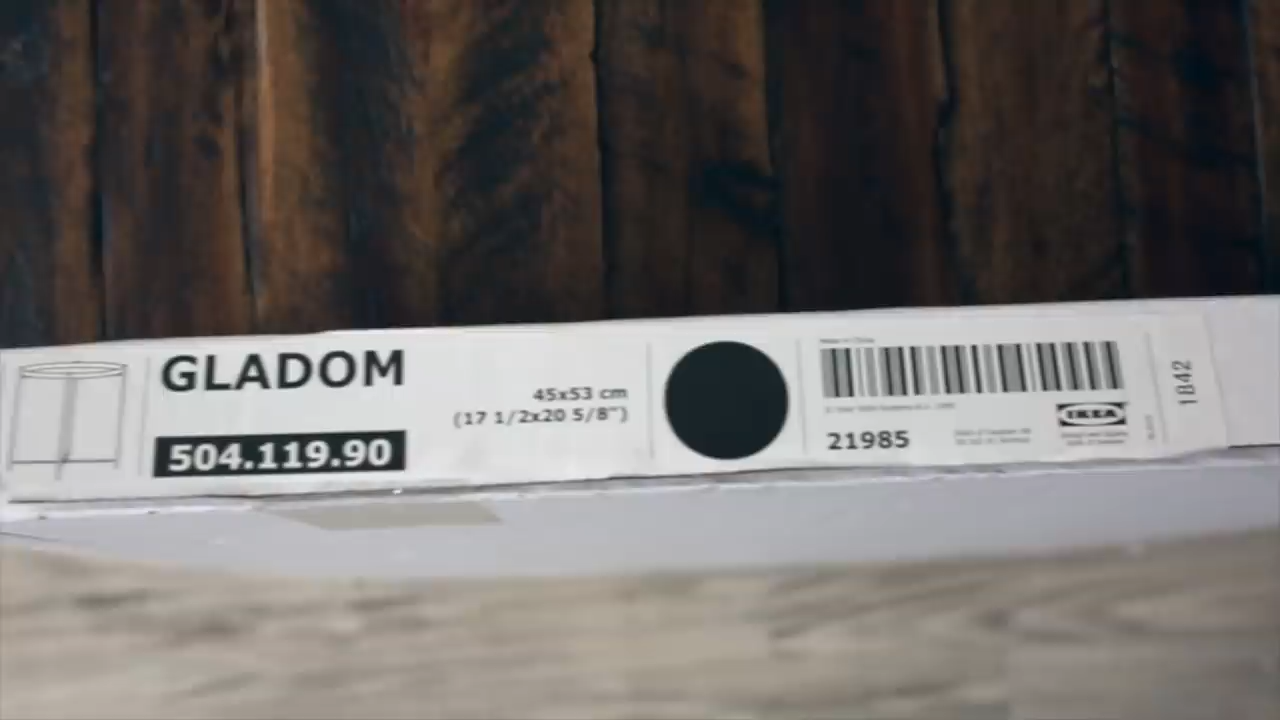 GLADOM
504.119.90
45x53 cm
(17 1/2x20 5/8")
21985
IKEA
1842